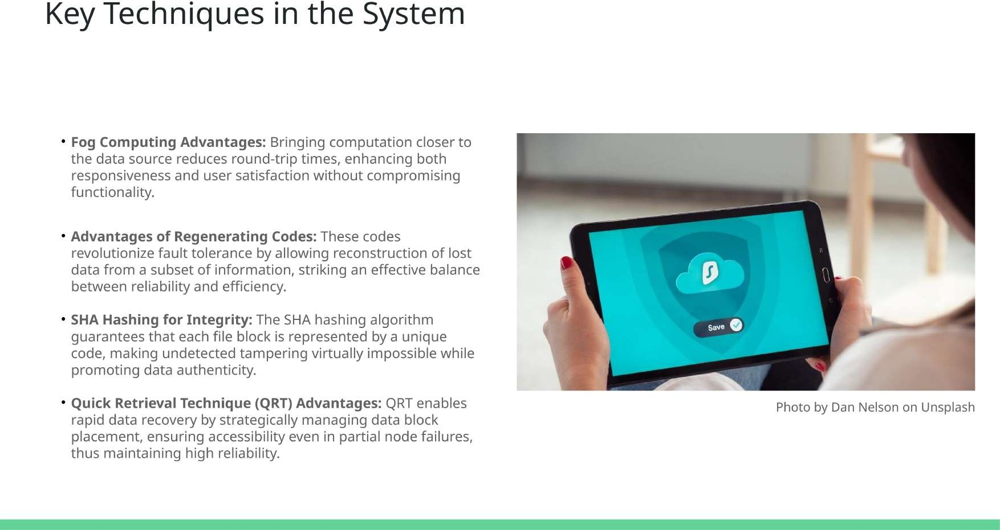 Key Techniques in the System
• Fog Computing Advantages: Bringing computation closer to
the data source reduces round-trip times, enhancing both
responsiveness and user satisfaction without compromising
functionality.
• Advantages of Regenerating Codes: These codes
revolutionize fault tolerance by allowing reconstruction of lost
data from a subset of information, striking an effective balance
between reliability and efficiency.
• SHA Hashing for Integrity: The SHA hashing algorithm
guarantees that each file block is represented by a unique
code, making undetected tampering virtually impossible while
promoting data authenticity.
• Quick Retrieval Technique (QRT) Advantages: QRT enables
rapid data recovery by strategically managing data block
placement, ensuring accessibility even in partial node failures,
thus maintaining high reliability.
Save
Photo by Dan Nelson on Unsplash